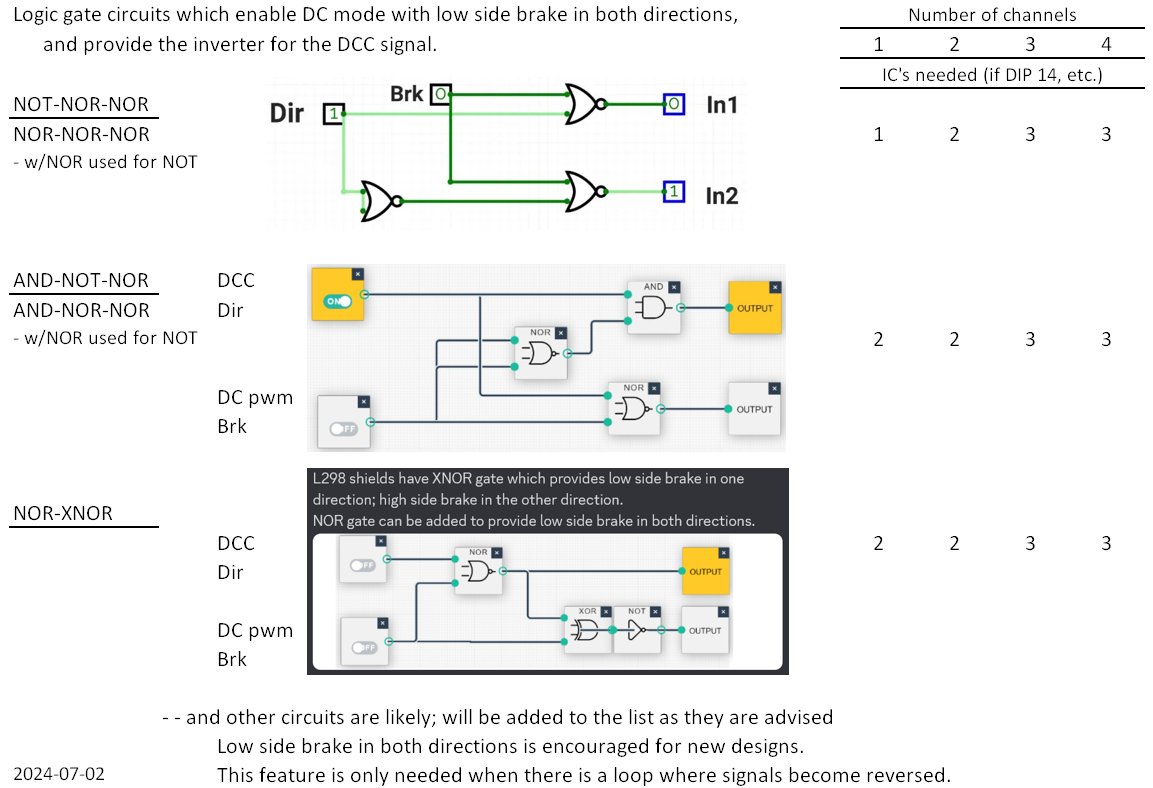 Logic gate circuits which enable DC mode with low side brake in both directions,
and provide the inverter for the DCC signal.
Number of channels
1 2 3 4
IC's needed (if DIP 14, etc.)
NOT-NOR-NOR
NOR-NOR-NOR
- w/NOR used for NOT
1 2 3 3
Dir 1
Brk 0
0 In1
1 In2
AND-NOT-NOR
AND-NOR-NOR
- w/NOR used for NOT
2 2 3 3
DCC
Dir
DC pwm
Brk
ON
AND
OUTPUT
NOR
NOR
OUTPUT
OFF
L298 shields have XNOR gate which provides low side brake in one
direction; high side brake in the other direction.
NOR gate can be added to provide low side brake in both directions.
NOR-XNOR
2 2 3 3
DCC
Dir
DC pwm
Brk
OFF
NOR
OUTPUT
XOR NOT
OUTPUT
OFF
- - and other circuits are likely; will be added to the list as they are advised
Low side brake in both directions is encouraged for new designs.
2024-07-02 This feature is only needed when there is a loop where signals become reversed.